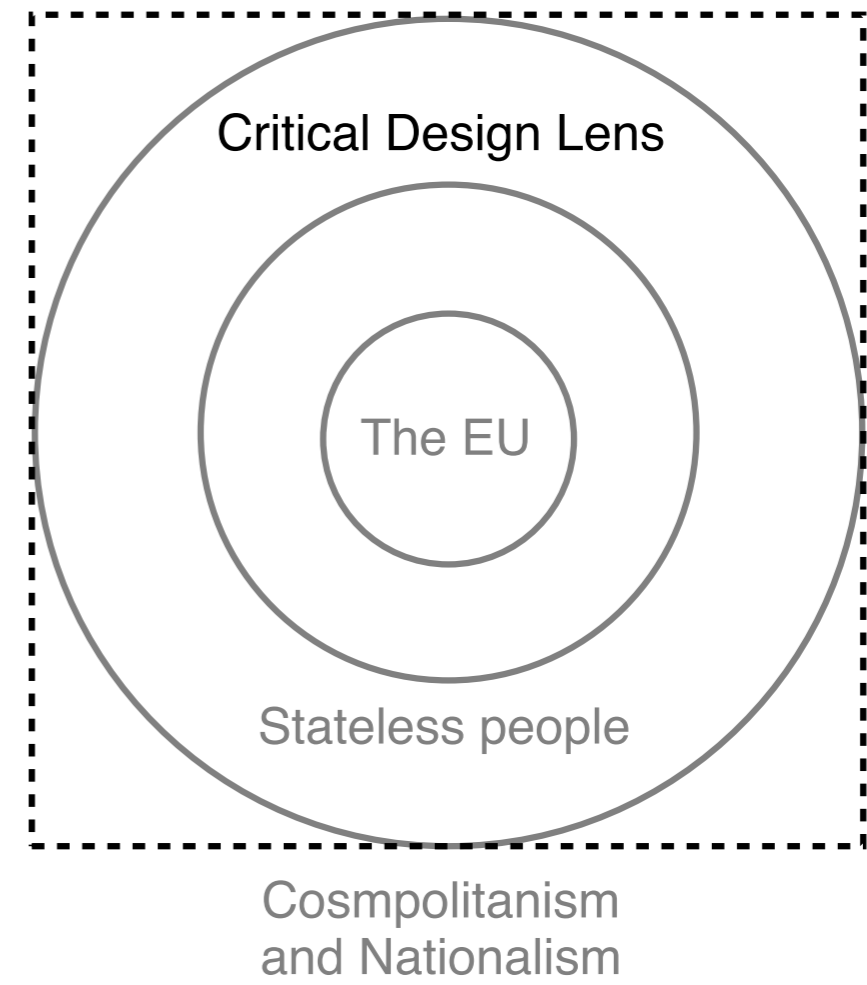 Critical Design Lens
The EU
Stateless people
Cosmpolitanism
and Nationalism